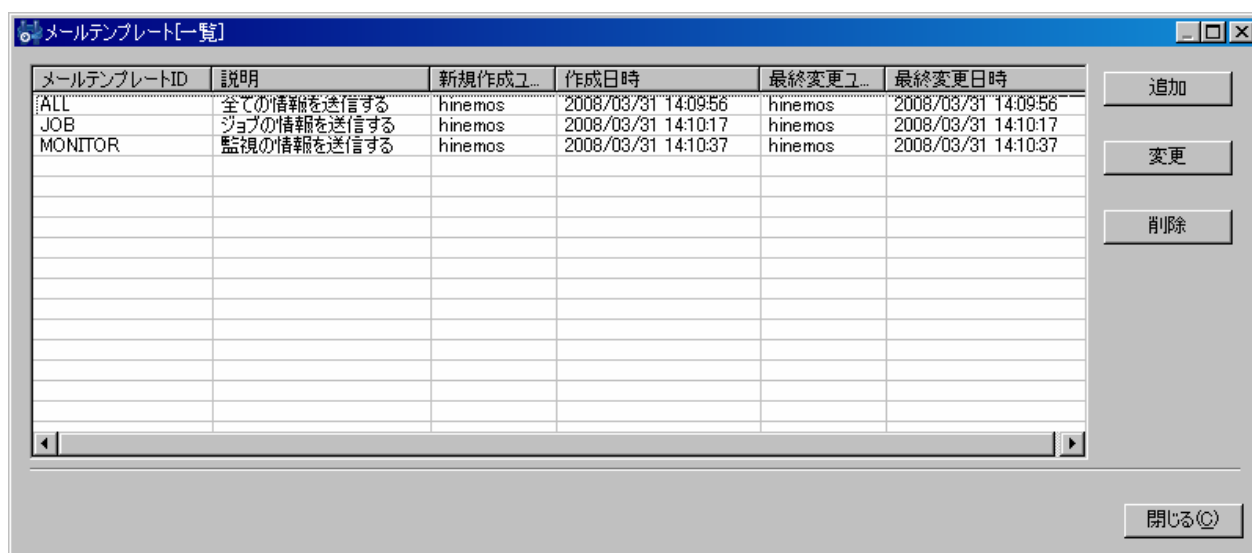 メールテンプレート[一覧]
メールテンプレートID 説明 新規作成ユ... 作成日時 最終変更ユ... 最終変更日時
ALL 全ての情報を送信する hinemos 2008/03/31 14:09:56 hinemos 2008/03/31 14:09:56
JOB ジョブの情報を送信する hinemos 2008/03/31 14:10:17 hinemos 2008/03/31 14:10:17
MONITOR 監視の情報を送信する hinemos 2008/03/31 14:10:37 hinemos 2008/03/31 14:10:37
追加
変更
削除
閉じる(C)